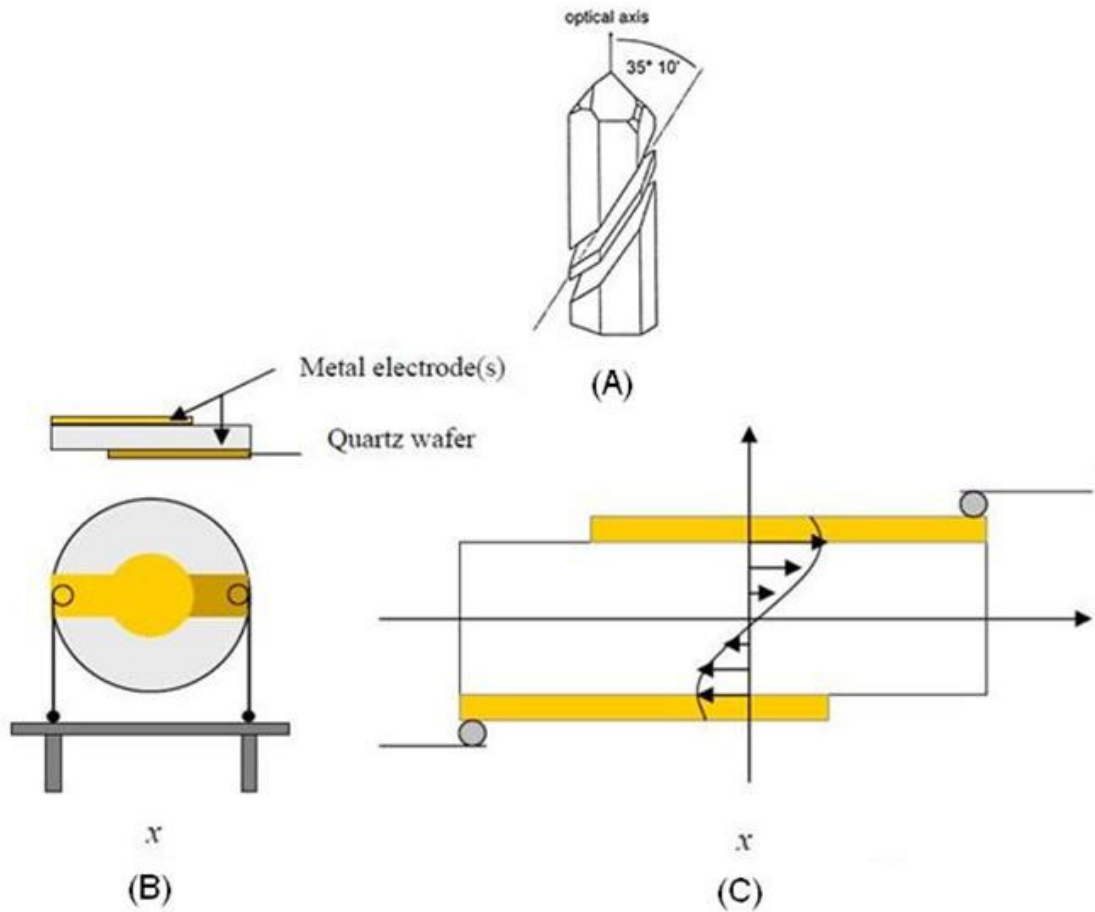 optical axis
35° 10'
(A)
Metal electrode(s)
Quartz wafer
x
(B)
x
(C)